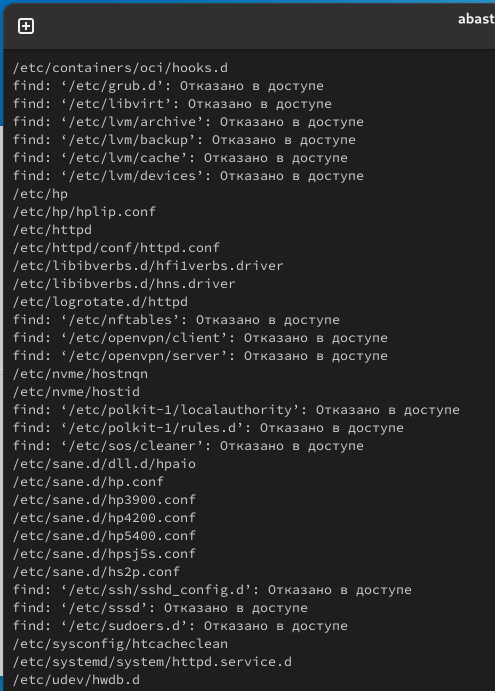 abast
/etc/containers/oci/hooks.d
find: ‘/etc/grub.d’: Отказано в доступе
find: ‘/etc/libvirt’: Отказано в доступе
find: ‘/etc/lvm/archive’: Отказано в доступе
find: ‘/etc/lvm/backup’: Отказано в доступе
find: ‘/etc/lvm/cache’: Отказано в доступе
find: ‘/etc/lvm/devices’: Отказано в доступе
/etc/hp
/etc/hp/hplip.conf
/etc/httpd
/etc/httpd/conf/httpd.conf
/etc/libibverbs.d/hfi1verbs.driver
/etc/libibverbs.d/hns.driver
/etc/logrotate.d/httpd
find: ‘/etc/nftables’: Отказано в доступе
find: ‘/etc/openvpn/client’: Отказано в доступе
find: ‘/etc/openvpn/server’: Отказано в доступе
/etc/nvme/hostnqn
/etc/nvme/hostid
find: ‘/etc/polkit-1/localauthority’: Отказано в доступе
find: ‘/etc/polkit-1/rules.d’: Отказано в доступе
find: ‘/etc/sos/cleaner’: Отказано в доступе
/etc/sane.d/dll.d/hpaio
/etc/sane.d/hp.conf
/etc/sane.d/hp3900.conf
/etc/sane.d/hp4200.conf
/etc/sane.d/hp5400.conf
/etc/sane.d/hpsj5s.conf
/etc/sane.d/hs2p.conf
find: ‘/etc/ssh/sshd_config.d’: Отказано в доступе
find: ‘/etc/sssd’: Отказано в доступе
find: ‘/etc/sudoers.d’: Отказано в доступе
/etc/sysconfig/htcacheclean
/etc/systemd/system/httpd.service.d
/etc/udev/hwdb.d